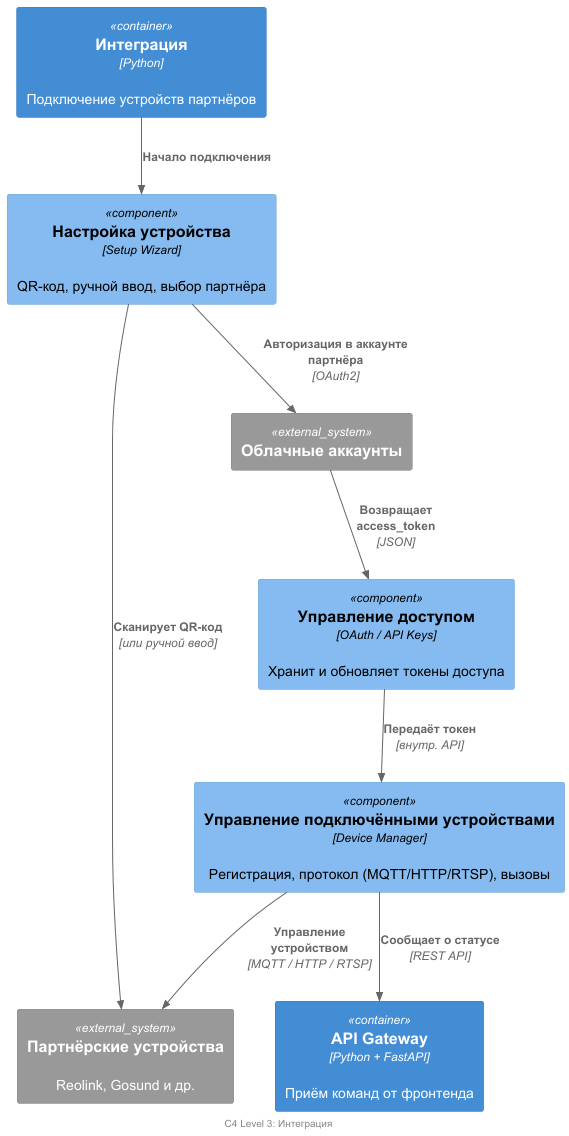 «container»
Интеграция
[Python]
Подключение устройств партнёров
Начало подключения
«component»
Настройка устройства
[Setup Wizard]
QR-код, ручной ввод, выбор партнёра
Авторизация в аккаунте
партнёра
[OAuth2]
«external_system»
Облачные аккаунты
Возвращает
access_token
[JSON]
«component»
Управление доступом
[OAuth / API Keys]
Хранит и обновляет токены доступа
Сканирует QR-код
[или ручной ввод]
Передаёт токен
[внутр. API]
«component»
Управление подключёнными устройствами
[Device Manager]
Регистрация, протокол (MQTT/HTTP/RTSP), вызовы
Управление
устройством
[MQTT / HTTP / RTSP]
Сообщает о статусе
[REST API]
«external_system»
Партнёрские устройства
Reolink, Gosund и др.
«container»
API Gateway
[Python + FastAPI]
Приём команд от фронтенда
C4 Level 3: Интеграция